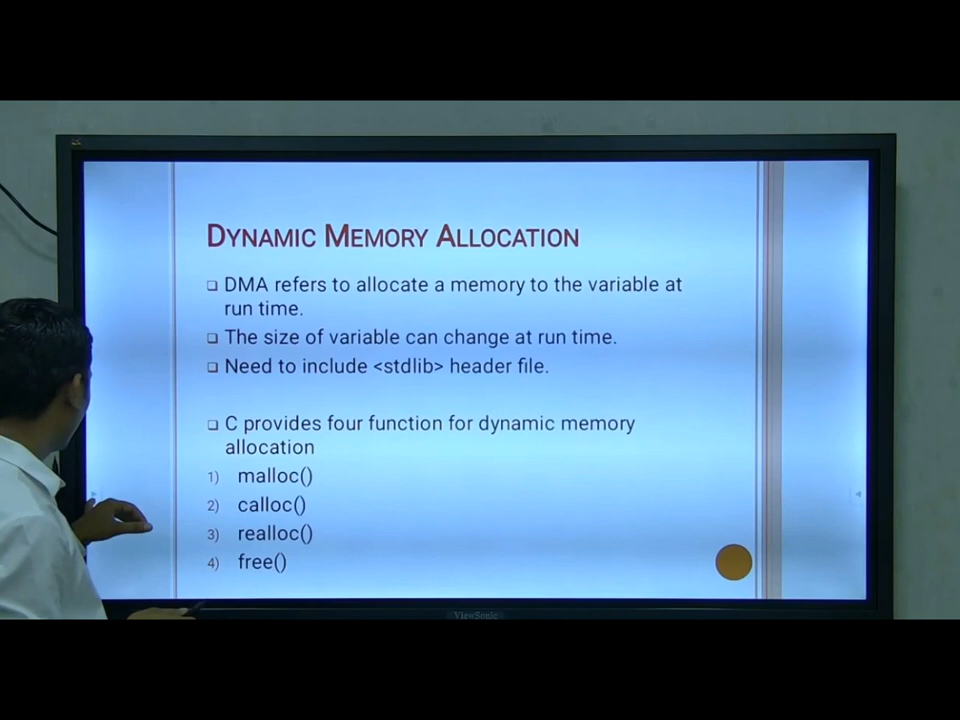 DYNAMIC MEMORY ALLOCATION
DMA refers to allocate a memory to the variable at
run time.
The size of variable can change at run time.
Need to include <stdlib> header file.
C provides four function for dynamic memory
allocation
1) malloc()
2) calloc()
3) realloc()
4) free()
ViewSonic